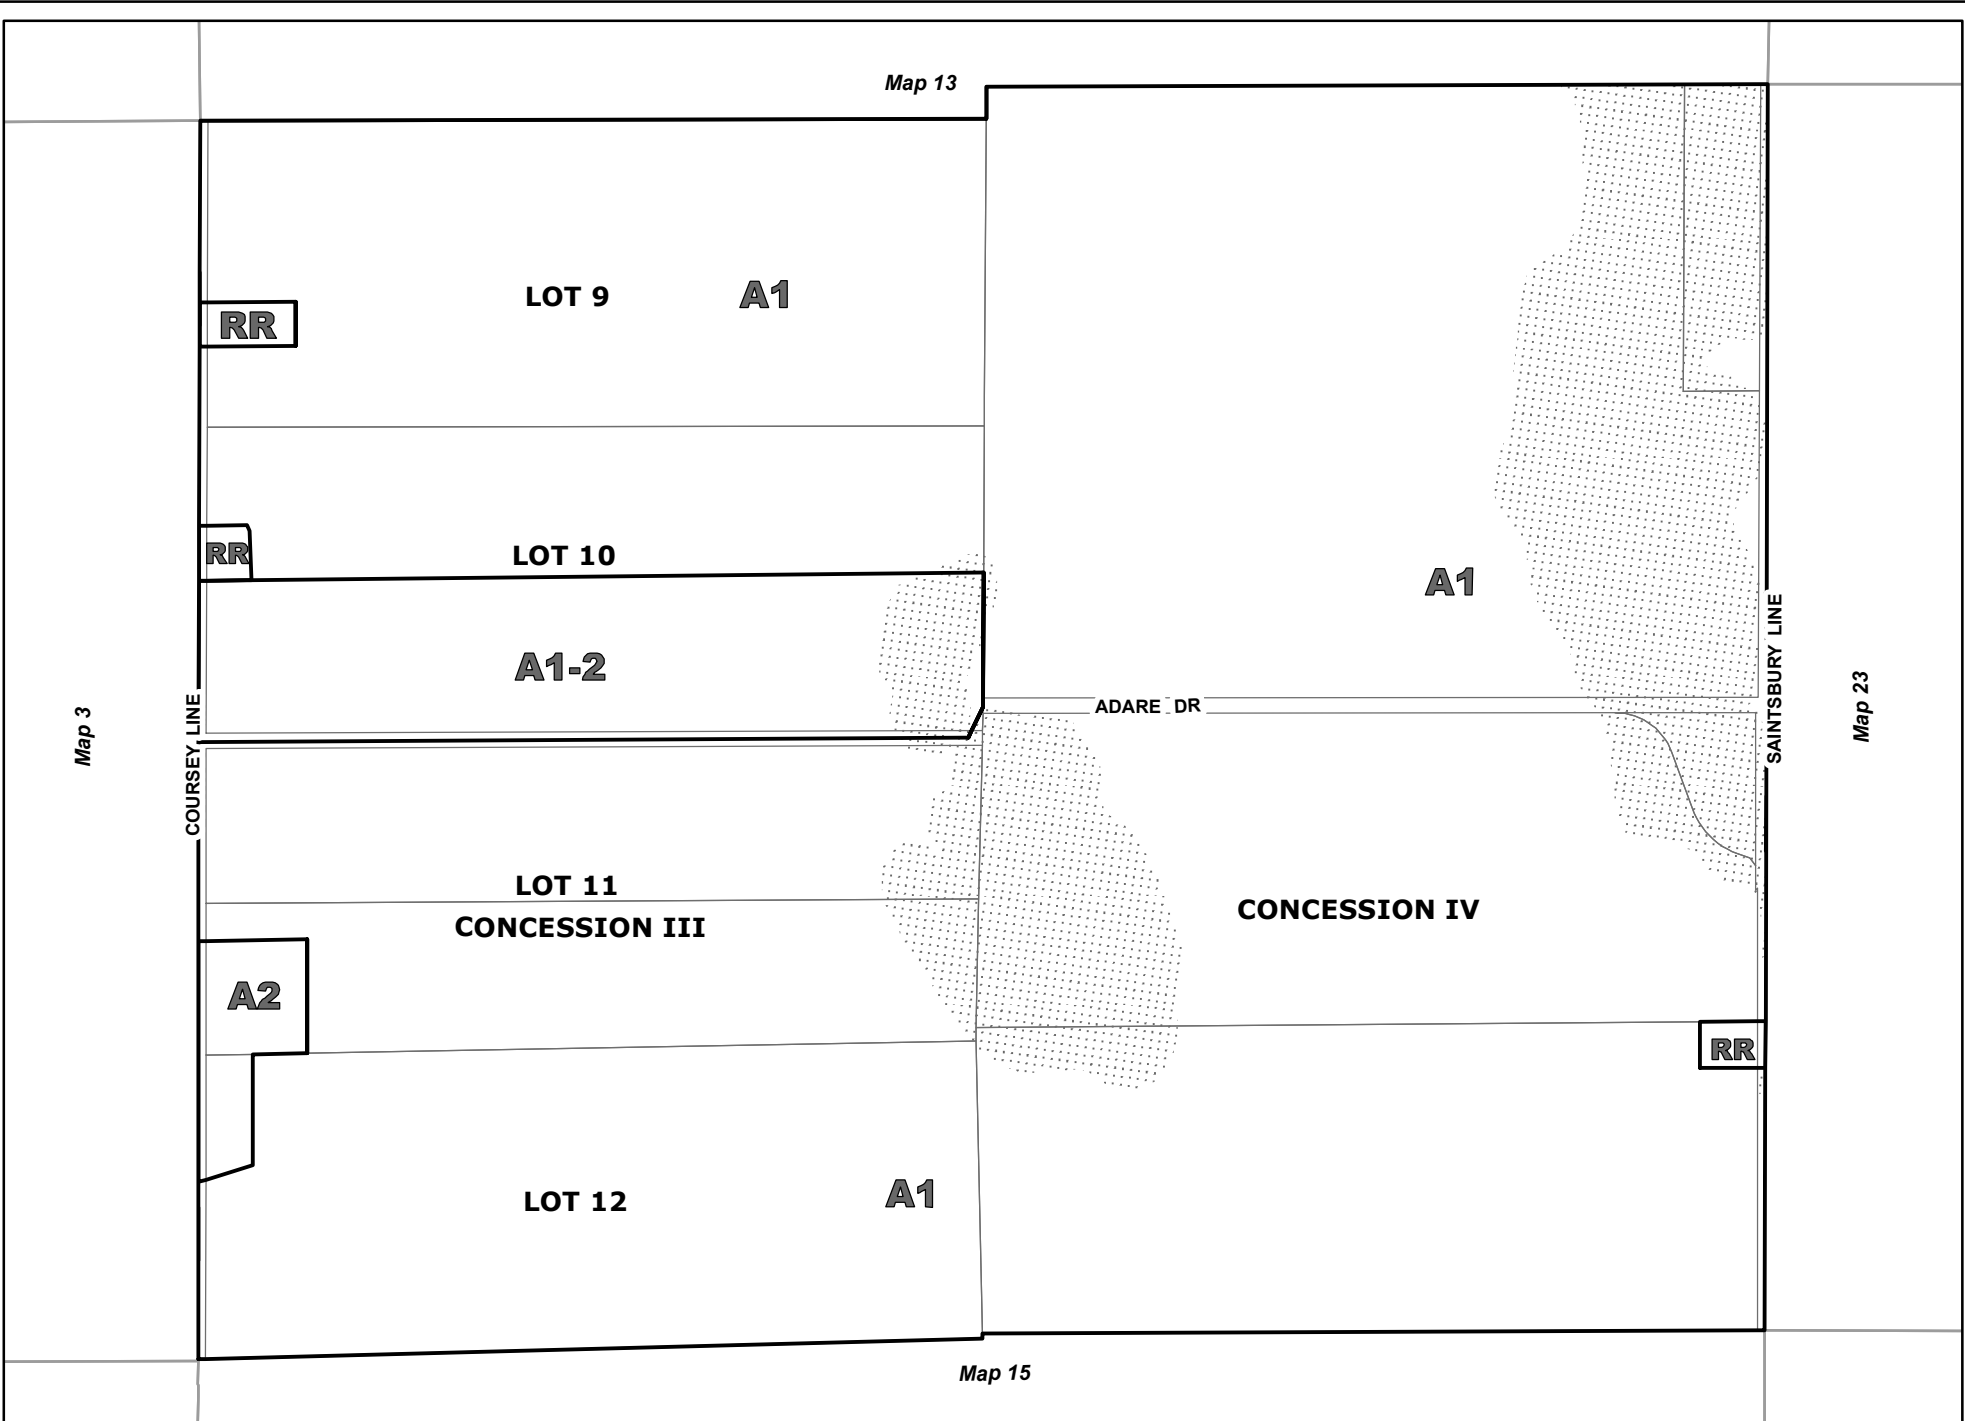 Map 13
LOT 9
A1
RR
RR
LOT 10
A1
A1-2
ADARE DR
SAINTSBURY LINE
Map 23
Map 3
COURSEY LINE
LOT 11
CONCESSION III
CONCESSION IV
A2
RR
LOT 12
A1
Map 15